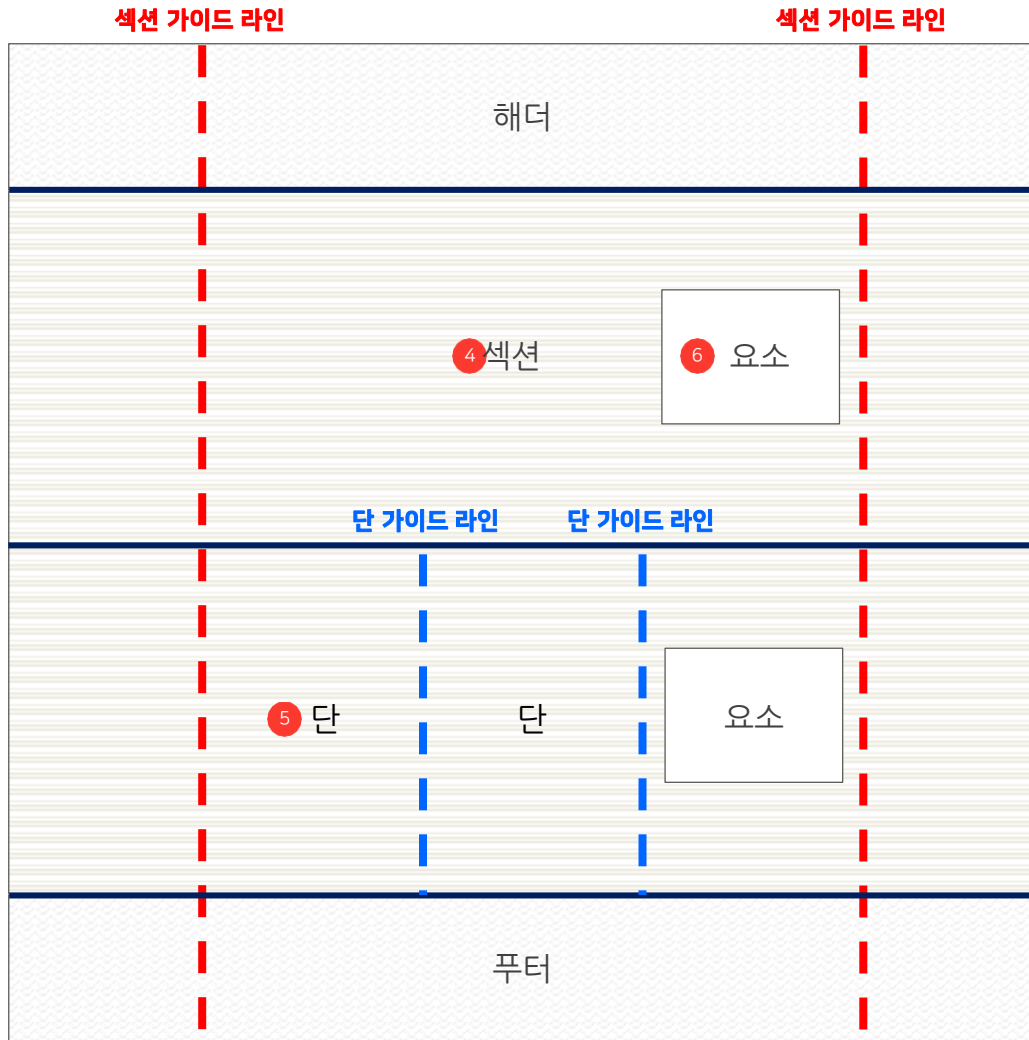 섹션 가이드 라인 섹션 가이드 라인
해더
4 섹션 6 요소
단 가이드 라인 단 가이드 라인
5 단 단 요소
푸터